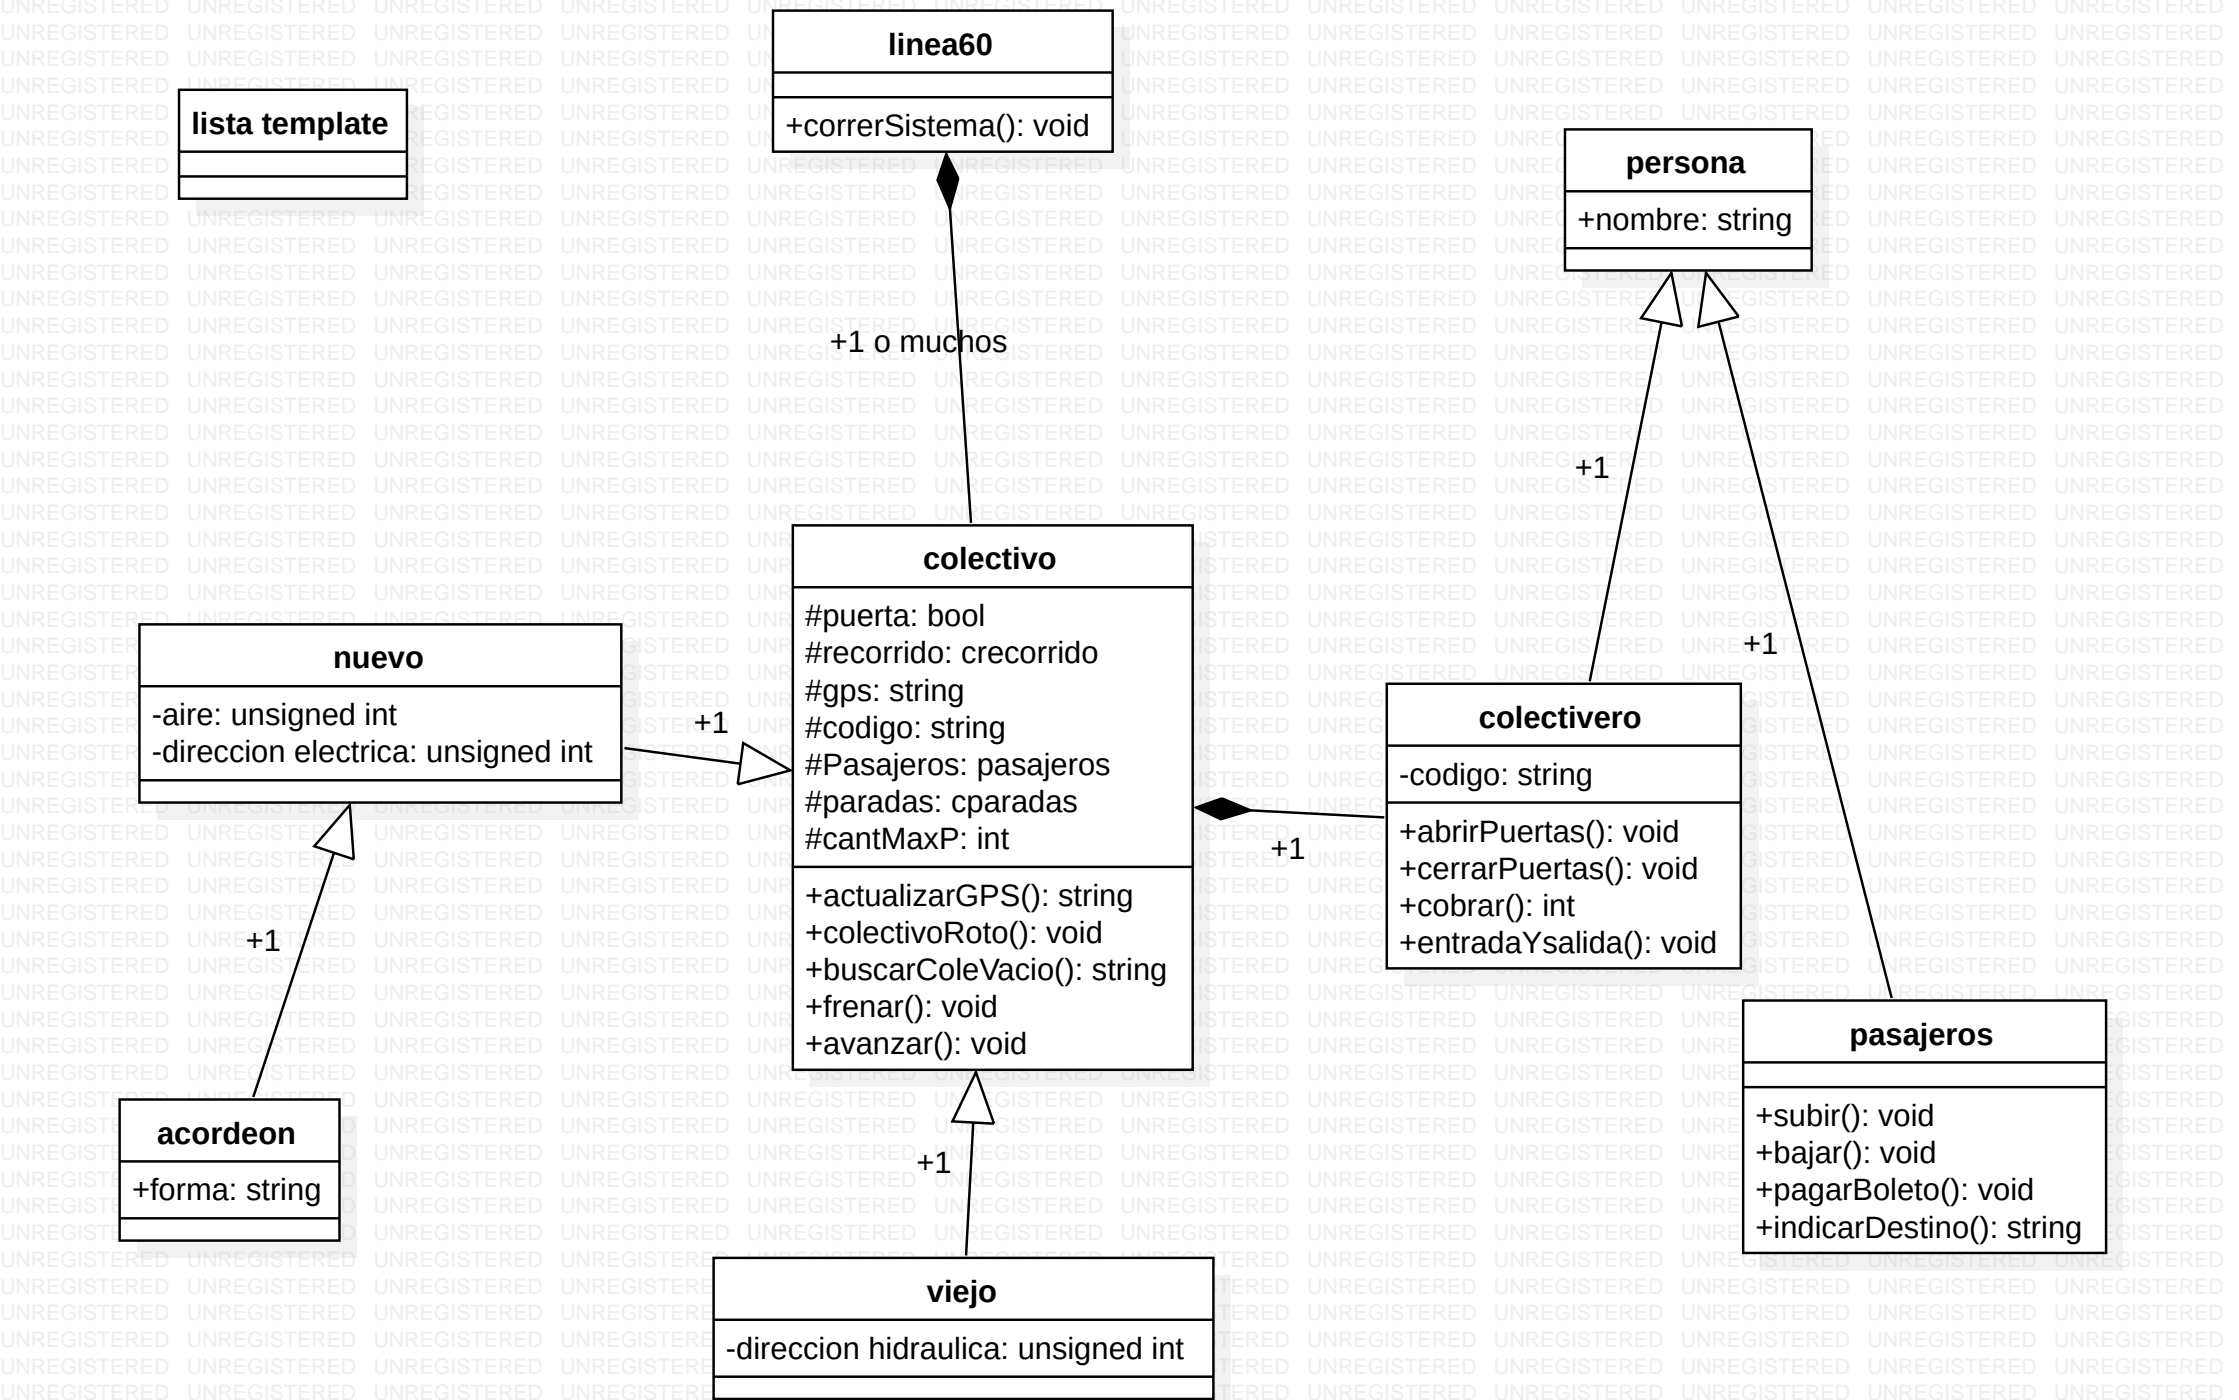 linea60
+correrSistema(): void
lista template
persona
+nombre: string
+1 o muchos
+1
+1
colectivo
#puerta: bool
#recorrido: crecorrido
#gps: string
#codigo: string
#Pasajeros: pasajeros
#paradas: cparadas
#cantMaxP: int
+actualizarGPS(): string
+colectivoRoto(): void
+buscarColeVacio(): string
+frenar(): void
+avanzar(): void
nuevo
-aire: unsigned int
-direccion electrica: unsigned int
+1
colectivero
-codigo: string
+abrirPuertas(): void
+cerrarPuertas(): void
+cobrar(): int
+entradaYsalida(): void
+1
+1
acordeon
+forma: string
pasajeros
+subir(): void
+bajar(): void
+pagarBoleto(): void
+indicarDestino(): string
+1
viejo
-direccion hidraulica: unsigned int
UNREGISTERED